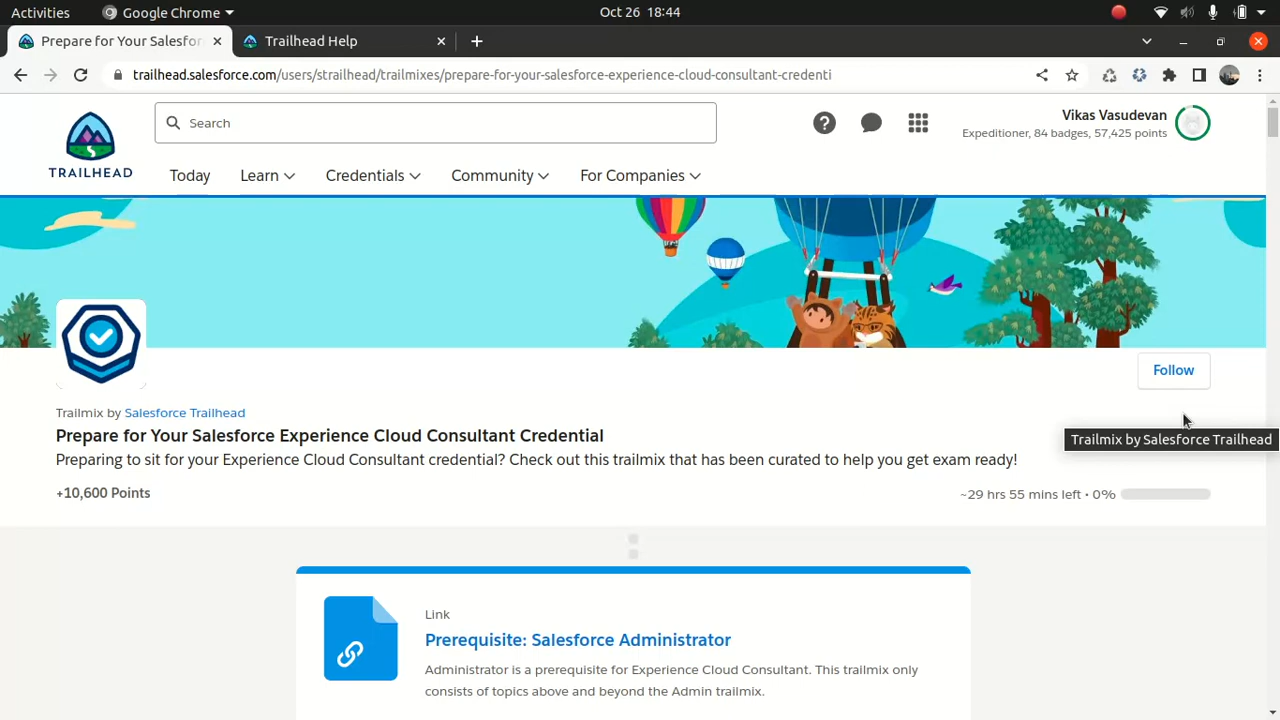 Activities
Google Chrome
Oct 26 18:44
Prepare for Your Salesfor
Trailhead Help
trailhead.salesforce.com/users/strailhead/trailmixes/prepare-for-your-salesforce-experience-cloud-consultant-credenti
TRAILHEAD
Search
?
Vikas Vasudevan
Expeditioner, 84 badges, 57,425 points
Today
Learn
Credentials
Community
For Companies
Follow
Trailmix by Salesforce Trailhead
Trailmix by Salesforce Trailhead
Prepare for Your Salesforce Experience Cloud Consultant Credential
Preparing to sit for your Experience Cloud Consultant credential? Check out this trailmix that has been curated to help you get exam ready!
+10,600 Points
~29 hrs 55 mins left • 0%
Link
Prerequisite: Salesforce Administrator
Administrator is a prerequisite for Experience Cloud Consultant. This trailmix only
consists of topics above and beyond the Admin trailmix.